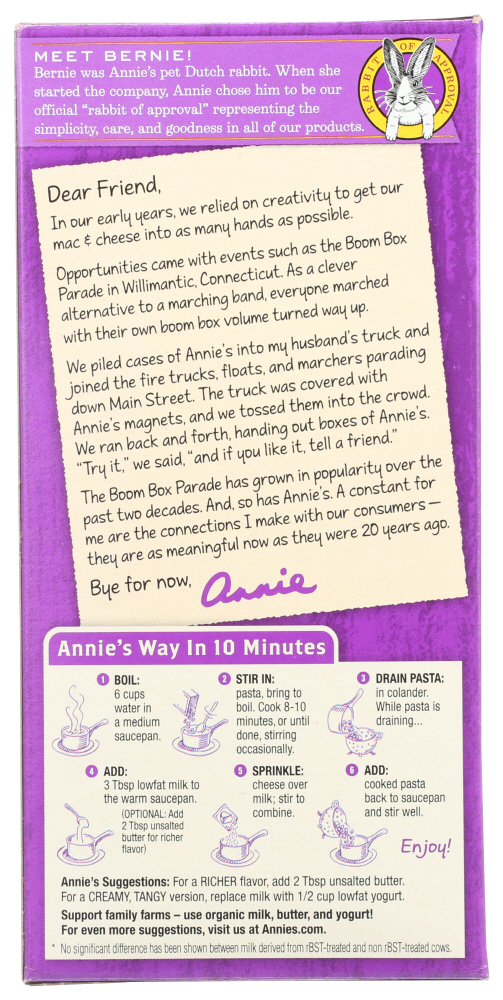 MEET BERNIE!
Bernie was Annie's pet Dutch rabbit. When she
started the company, Annie chose him to be our
official "rabbit of approval" representing the
simplicity, care, and goodness in all of our products.
RABBIT OF APPROVAL
Dear Friend,
In our early years, we relied on creativity to get our
mac & cheese into as many hands as possible.
Opportunities came with events such as the Boom Box
Parade in Willimantic, Connecticut. As a clever
alternative to a marching band, everyone marched
with their own boom box volume turned way up.
We piled cases of Annie's into my husband's truck and
joined the fire trucks, floats, and marchers parading
down Main Street. The truck was covered with
Annie's magnets, and we tossed them into the crowd.
We ran back and forth, handing out boxes of Annie's.
"Try it," we said, "and if you like it, tell a friend."
The Boom Box Parade has grown in popularity over the
past two decades. And, so has Annie's. A constant for
me are the connections I make with our consumers —
they are as meaningful now as they were 20 years ago.
Bye for now, Annie
Annie's Way In 10 Minutes
1 BOIL:
6 cups
water in
a medium
saucepan.
2 STIR IN:
pasta, bring to
boil. Cook 8-10
minutes, or until
done, stirring
occasionally.
3 DRAIN PASTA:
in colander.
While pasta is
draining...
4 ADD:
3 Tbsp lowfat milk to
the warm saucepan.
(OPTIONAL: Add
2 Tbsp unsalted
butter for richer
flavor)
5 SPRINKLE:
cheese over
milk; stir to
combine.
6 ADD:
cooked pasta
back to saucepan
and stir well.
Enjoy!
Annie's Suggestions: For a RICHER flavor, add 2 Tbsp unsalted butter.
For a CREAMY, TANGY version, replace milk with 1/2 cup lowfat yogurt.
Support family farms – use organic milk, butter, and yogurt!
For even more suggestions, visit us at Annies.com.
* No significant difference has been shown between milk derived from rBST-treated and non rBST-treated cows.